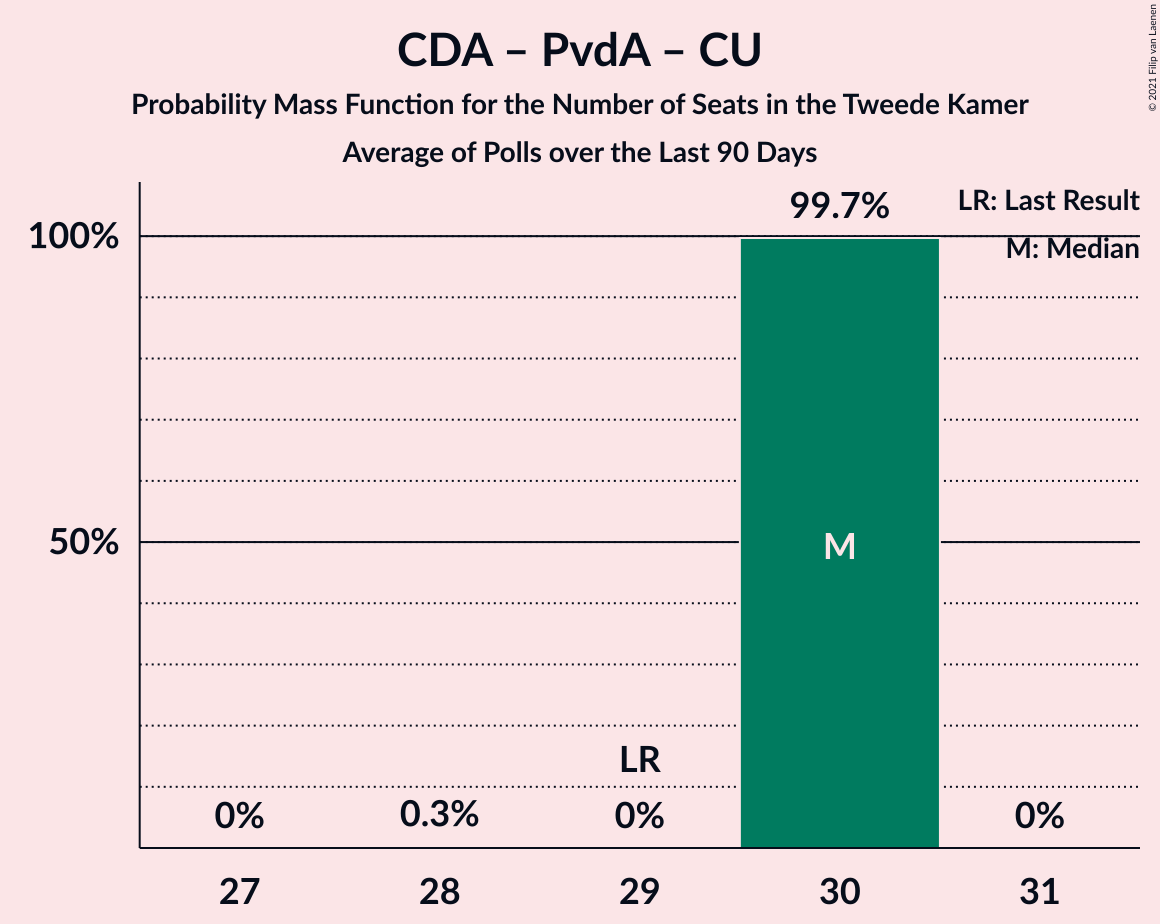 CDA – PvdA – CU
Probability Mass Function for the Number of Seats in the Tweede Kamer
Average of Polls over the Last 90 Days
© 2021 Filip van Laenen
LR: Last Result
M: Median
100%
50%
99.7%
M
LR
0%
0.3%
0%
0%
27
28
29
30
31